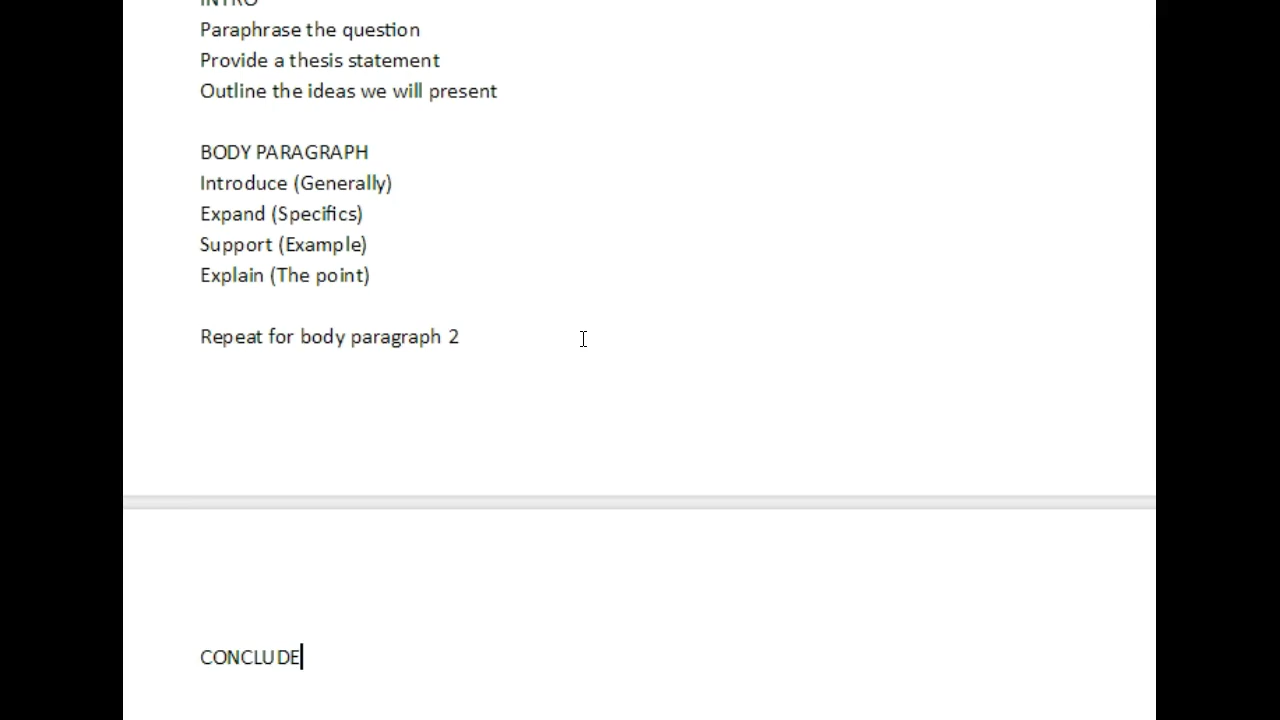 INTRO
Paraphrase the question
Provide a thesis statement
Outline the ideas we will present
BODY PARAGRAPH
Introduce (Generally)
Expand (Specifics)
Support (Example)
Explain (The point)
Repeat for body paragraph 2
CONCLUDE